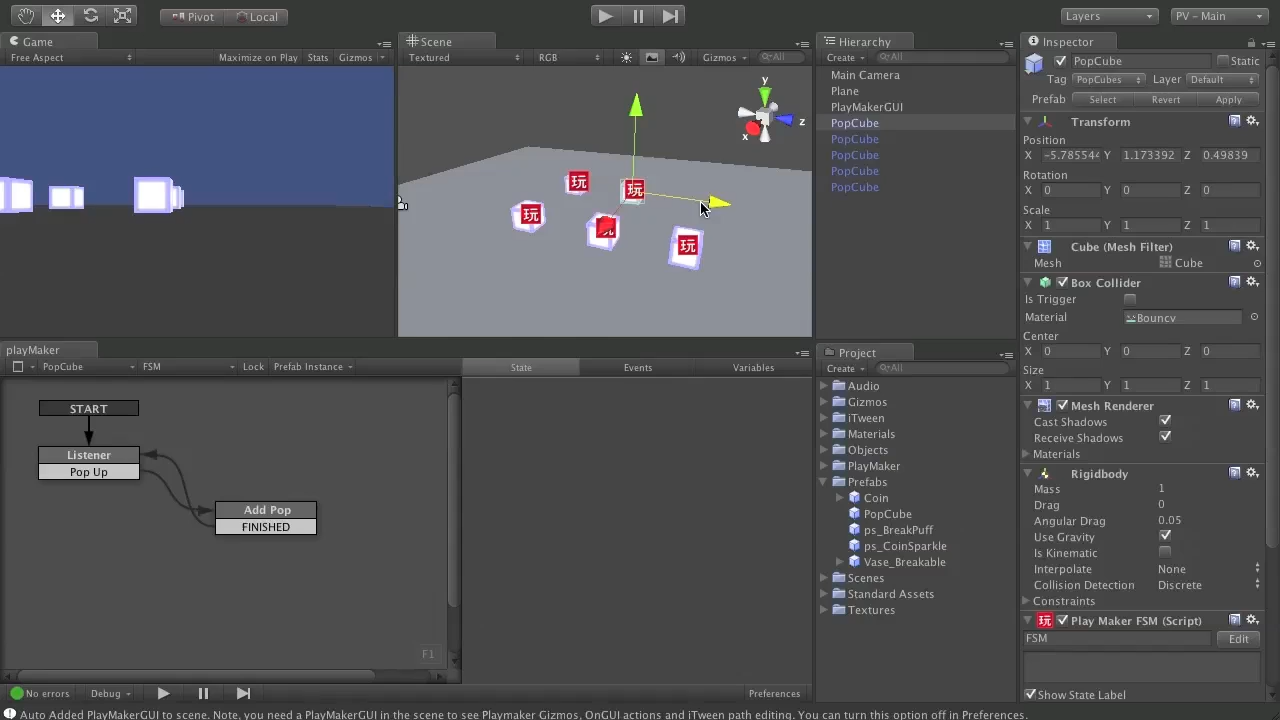 Pivot Local Layers PV - Main
Game
Free Aspect Maximize on Play Stats Gizmos
Scene
Textured RGB Gizmos All
y
z
x
玩
玩
玩
玩
Hierarchy
Create All
Main Camera
Plane
PlayMakerGUI
PopCube
PopCube
PopCube
PopCube
PopCube
Inspector
PopCube Static
Tag PopCubes Layer Default
Prefab Select Revert Apply
Transform
Position
X -5.785544 Y 1.173392 Z 0.49839
Rotation
X 0 Y 0 Z 0
Scale
X 1 Y 1 Z 1
Cube (Mesh Filter)
Mesh Cube
Box Collider
Is Trigger
Material Bouncy
Center
X 0 Y 0 Z 0
Size
X 1 Y 1 Z 1
Mesh Renderer
Cast Shadows
Receive Shadows
Materials
Rigidbody
Mass 1
Drag 0
Angular Drag 0.05
Use Gravity
Is Kinematic
Interpolate None
Collision Detection Discrete
Constraints
玩 Play Maker FSM (Script)
FSM Edit
Show State Label
playMaker
PopCube FSM Lock Prefab Instance
State Events Variables
START
Listener
Pop Up
Add Pop
FINISHED
F1
No errors Debug Preferences
Project
Create All
Audio
Gizmos
iTween
Materials
Objects
PlayMaker
Prefabs
Coin
PopCube
ps_BreakPuff
ps_CoinSparkle
Vase_Breakable
Scenes
Standard Assets
Textures
Auto Added PlayMakerGUI to scene. Note, you need a PlayMakerGUI in the scene to see Playmaker Gizmos, OnGUI actions and iTween path editing. You can turn this option off in Preferences.